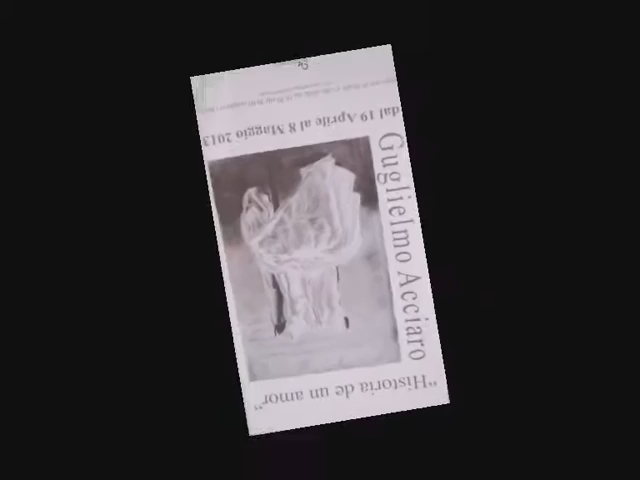 "Historia de un amor"
Guglielmo Acciaro
dal 19 Aprile al 8 Maggio 2013